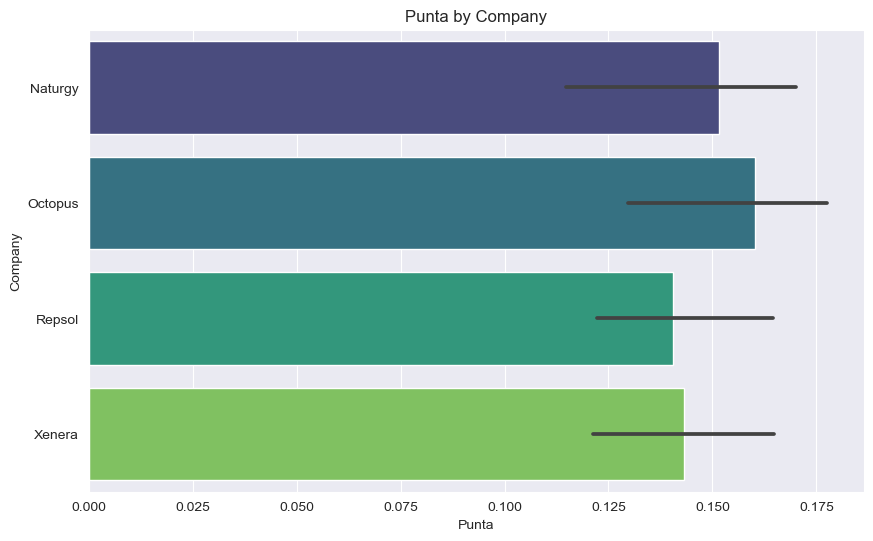 Punta by Company
Company
Naturgy
Octopus
Repsol
Xenera
0.000 0.025 0.050 0.075 0.100 0.125 0.150 0.175
Punta